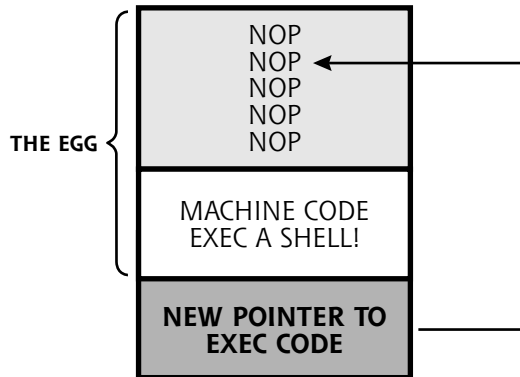 NOP
NOP
NOP
NOP
NOP
THE EGG
MACHINE CODE
EXEC A SHELL!
NEW POINTER TO
EXEC CODE